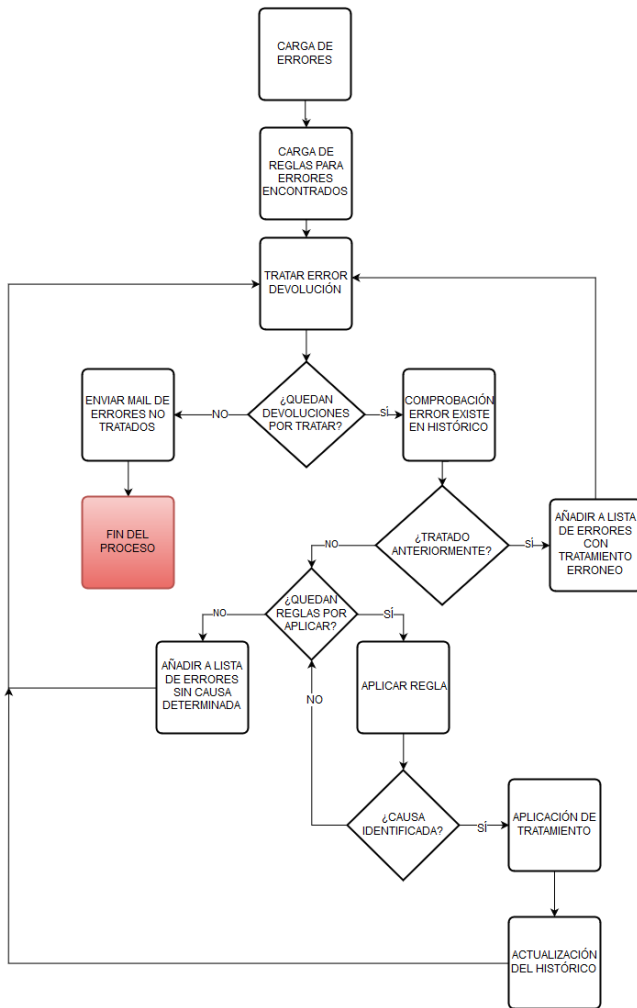 CARGA DE
ERRORES
CARGA DE
REGLAS PARA
ERRORES
ENCONTRADOS
TRATAR ERROR
DEVOLUCIÓN
¿QUEDAN
DEVOLUCIONES
POR TRATAR?
NO
SÍ
ENVIAR MAIL DE
ERRORES NO
TRATADOS
COMPROBACIÓN
ERROR EXISTE
EN HISTÓRICO
FIN DEL
PROCESO
¿TRATADO
ANTERIORMENTE?
NO
SÍ
AÑADIR A LISTA
DE ERRORES
CON
TRATAMIENTO
ERRONEO
¿QUEDAN
REGLAS POR
APLICAR?
NO
SÍ
AÑADIR A LISTA
DE ERRORES
SIN CAUSA
DETERMINADA
APLICAR REGLA
NO
¿CAUSA
IDENTIFICADA?
SÍ
APLICACIÓN DE
TRATAMIENTO
ACTUALIZACIÓN
DEL HISTÓRICO